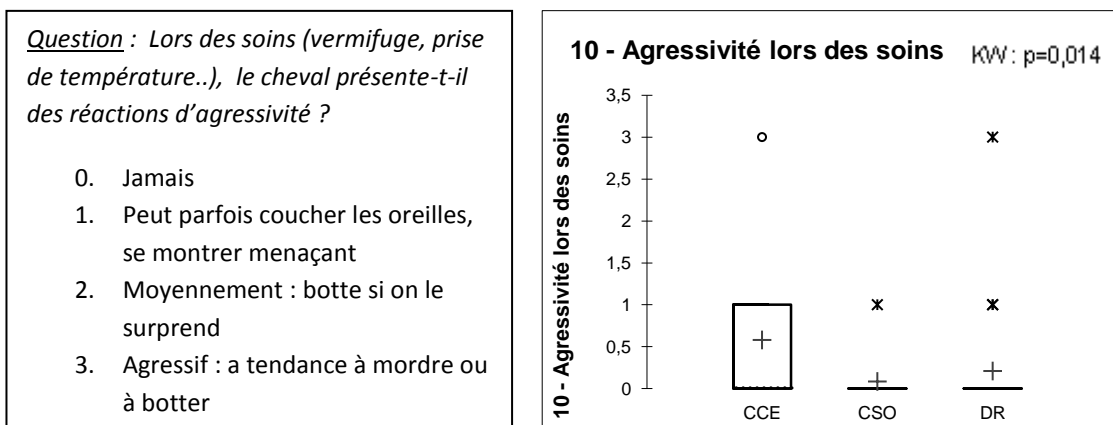 Question : Lors des soins (vermifuge, prise
de température..), le cheval présente-t-il
des réactions d’agressivité ?
0. Jamais
1. Peut parfois coucher les oreilles,
se montrer menaçant
2. Moyennement : botte si on le
surprend
3. Agressif : a tendance à mordre ou
à botter
10 - Agressivité lors des soins
KW: p=0,014
10 - Agressivité lors des soins
3,5
3
2,5
2
1,5
1
0,5
0
CCE CSO DR